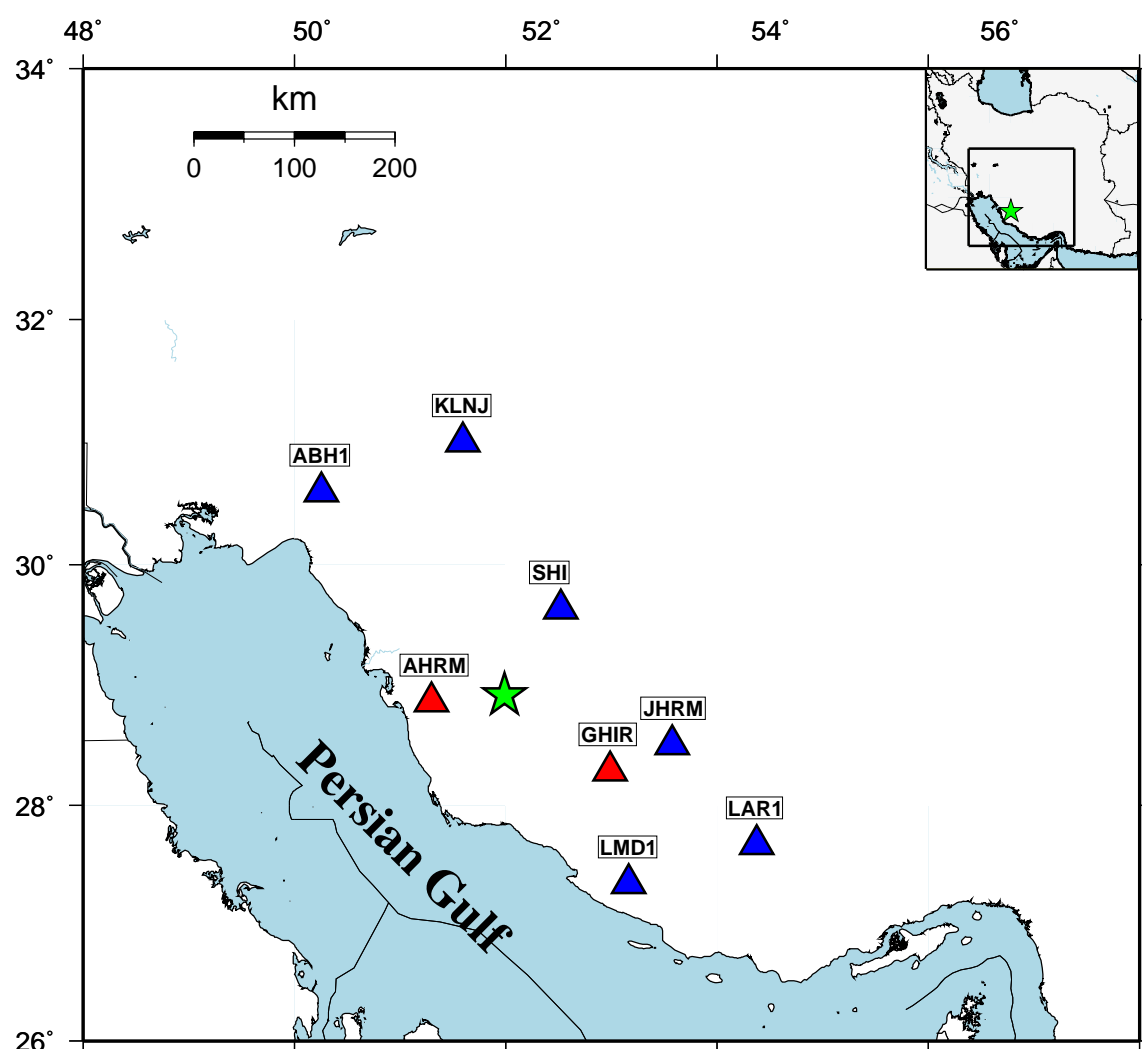 48˚ 50˚ 52˚ 54˚ 56˚
34˚
km
0 100 200
32˚
KLNJ
ABH1
30˚
SHI
AHRM
JHRM
GHIR
28˚
LAR1
LMD1
Persian Gulf
26˚